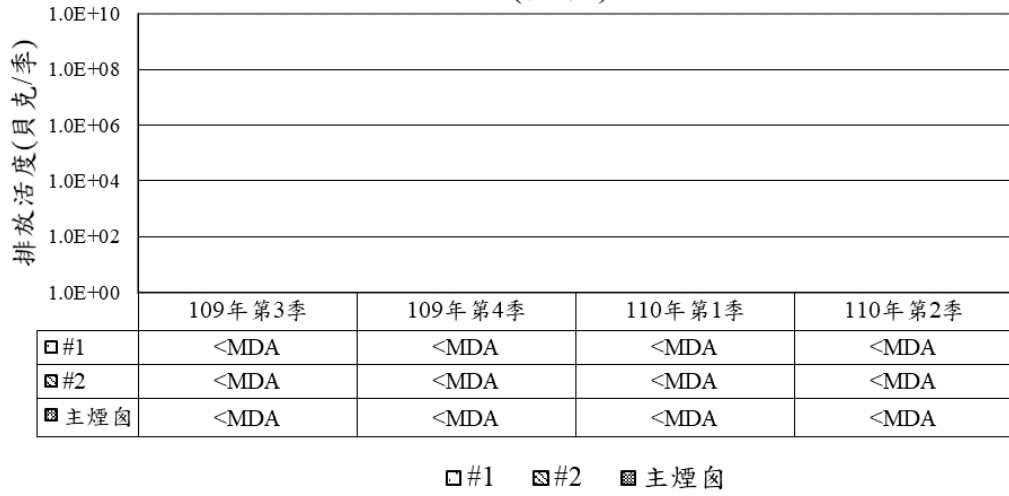 1.0E+10
1.0E+08
1.0E+06
1.0E+04
1.0E+02
1.0E+00
排放活度(貝克/季)
109年第3季 109年第4季 110年第1季 110年第2季
#1 <MDA <MDA <MDA <MDA
#2 <MDA <MDA <MDA <MDA
主煙囪 <MDA <MDA <MDA <MDA
#1 #2 主煙囪